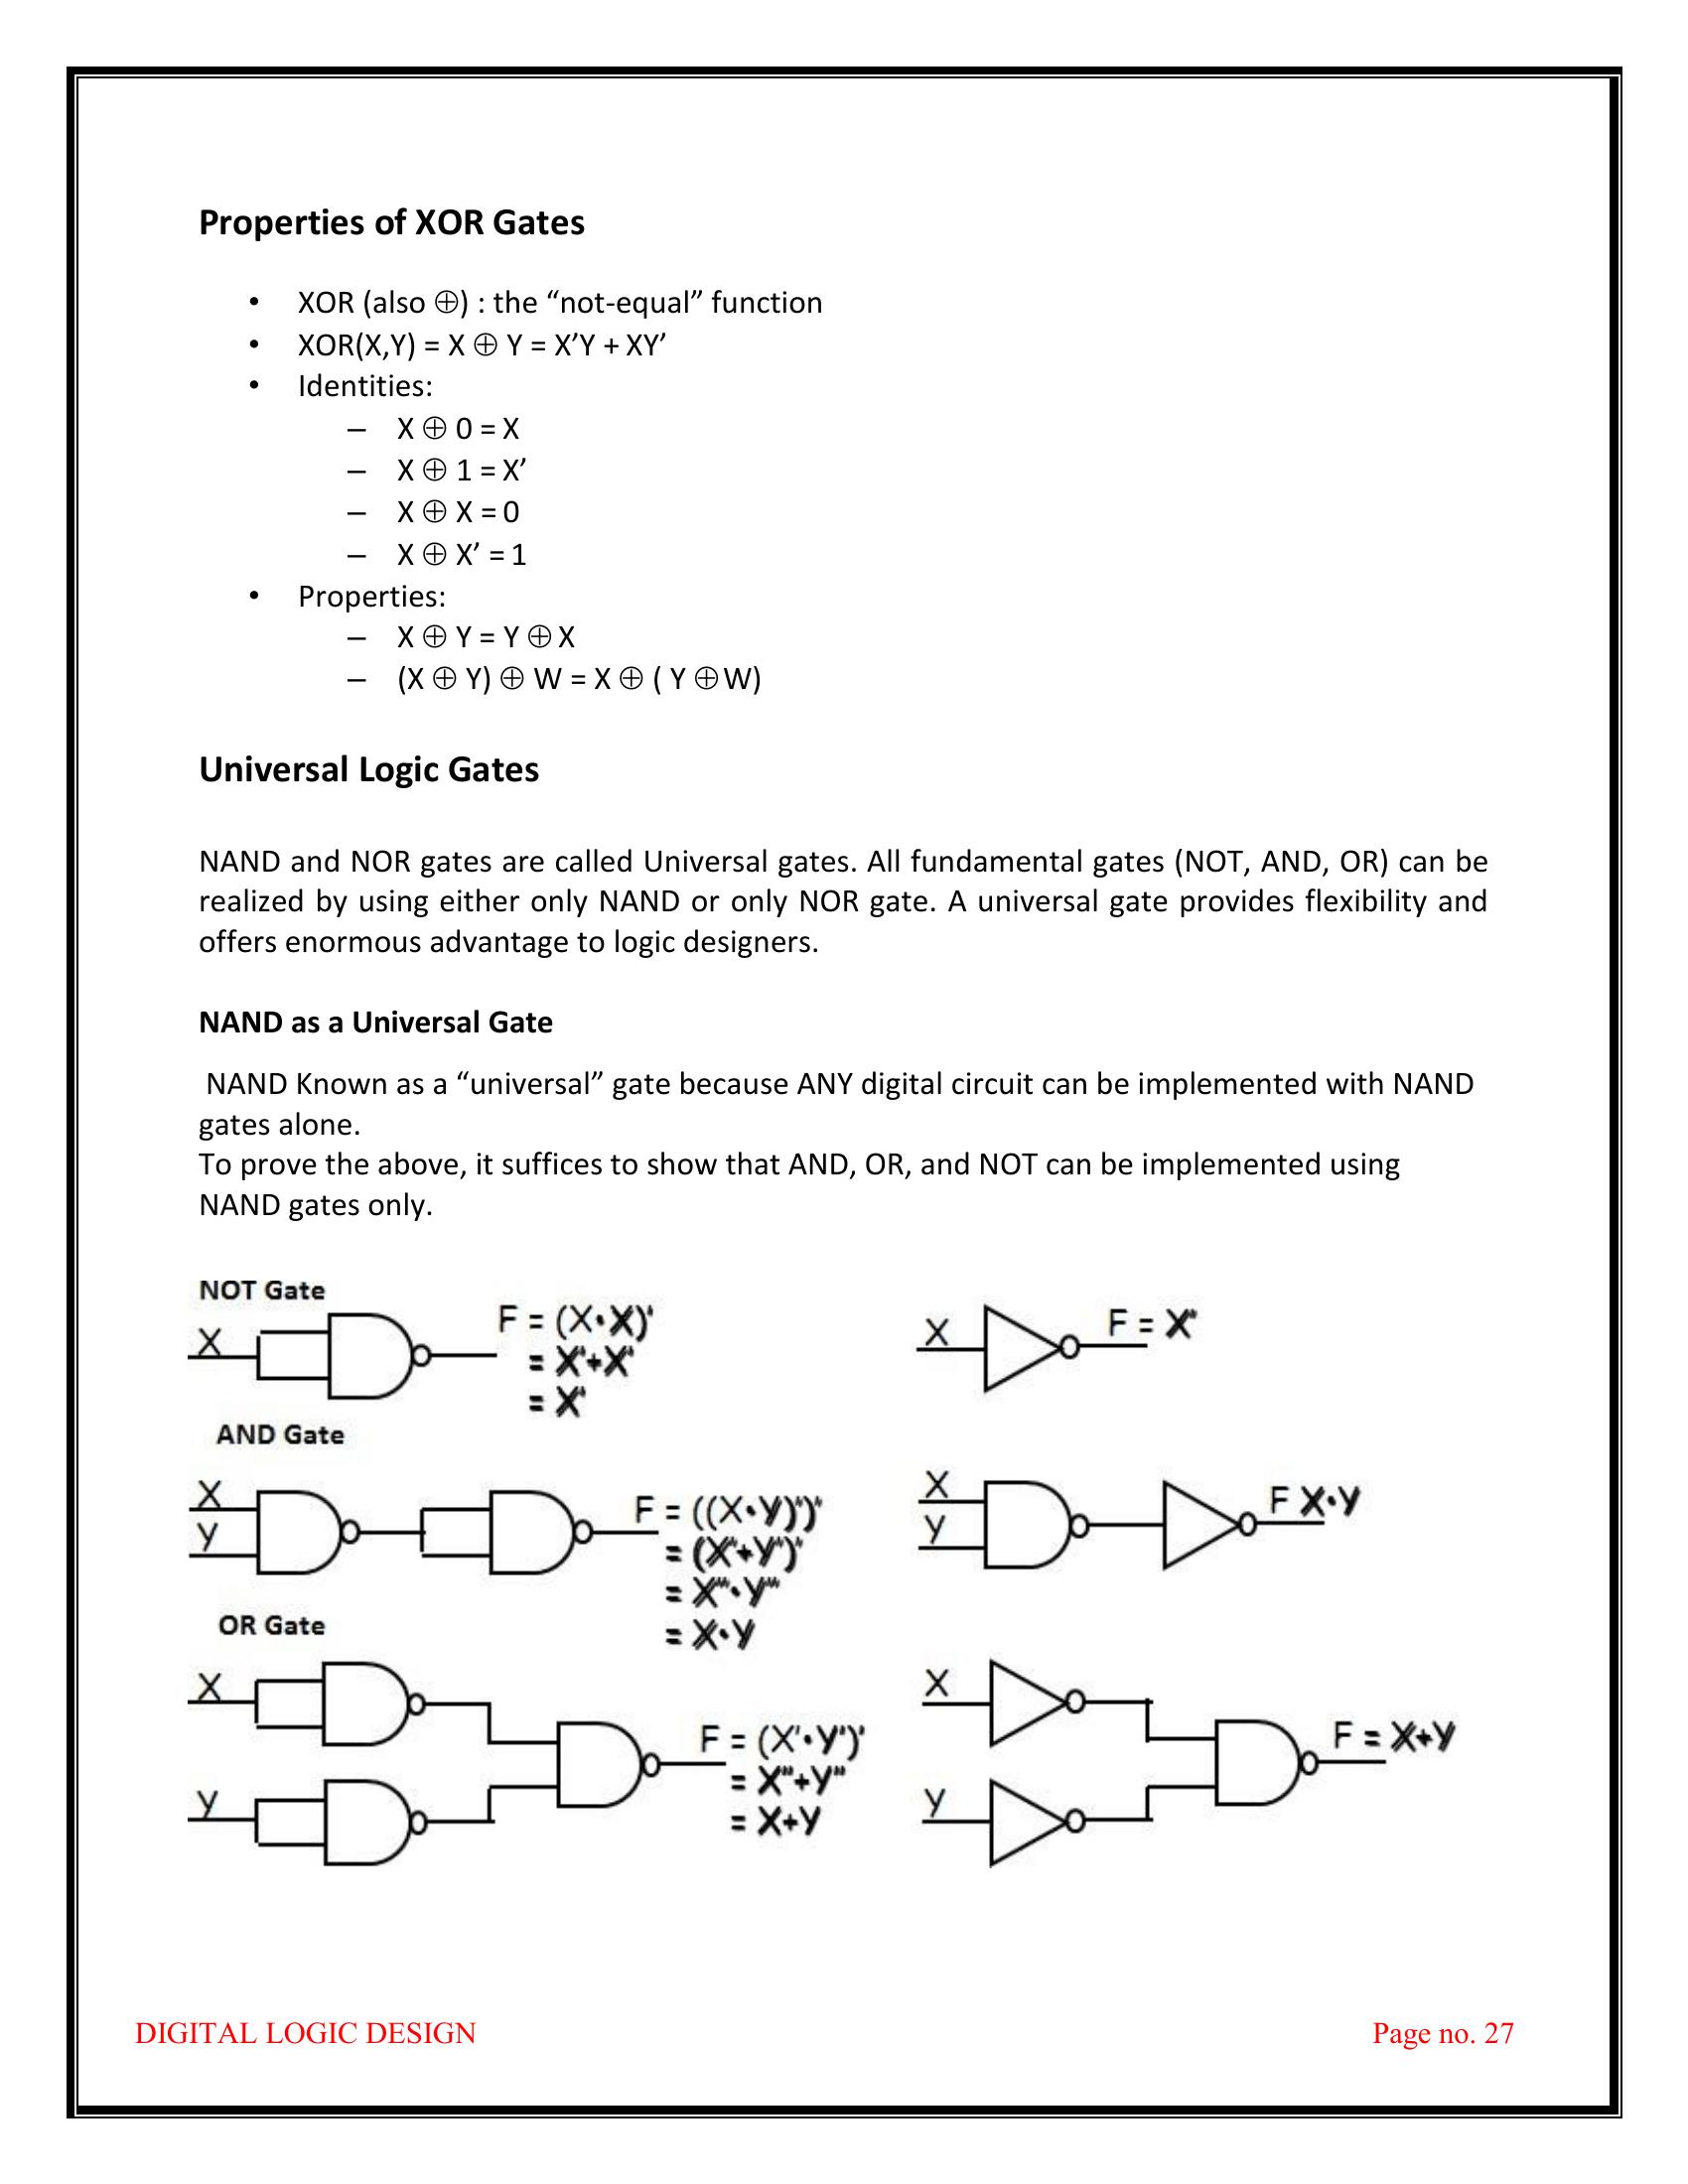 Properties of XOR Gates
• XOR (also ⊕) : the “not-equal” function
• XOR(X,Y) = X ⊕ Y = X’Y + XY’
• Identities:
– X ⊕ 0 = X
– X ⊕ 1 = X’
– X ⊕ X = 0
– X ⊕ X’ = 1
• Properties:
– X ⊕ Y = Y ⊕ X
– (X ⊕ Y) ⊕ W = X ⊕ ( Y ⊕ W)
Universal Logic Gates
NAND and NOR gates are called Universal gates. All fundamental gates (NOT, AND, OR) can be
realized by using either only NAND or only NOR gate. A universal gate provides flexibility and
offers enormous advantage to logic designers.
NAND as a Universal Gate
NAND Known as a “universal” gate because ANY digital circuit can be implemented with NAND
gates alone.
To prove the above, it suffices to show that AND, OR, and NOT can be implemented using
NAND gates only.
NOT Gate
X
F = (X•X)'
= X'+X'
= X'
X
F = X'
AND Gate
X
Y
F = ((X•Y)')'
= (X'+Y')'
= X''•Y''
= X•Y
X
Y
F X•Y
OR Gate
X
Y
F = (X'•Y')'
= X''+Y''
= X+Y
X
Y
F = X+Y
DIGITAL LOGIC DESIGN Page no. 27